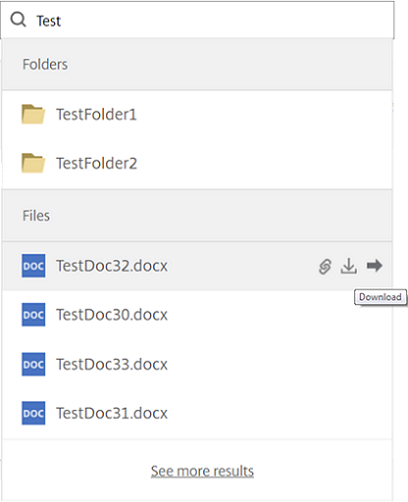 Test
Folders
TestFolder1
TestFolder2
Files
DOC TestDoc32.docx
Download
DOC TestDoc30.docx
DOC TestDoc33.docx
DOC TestDoc31.docx
See more results